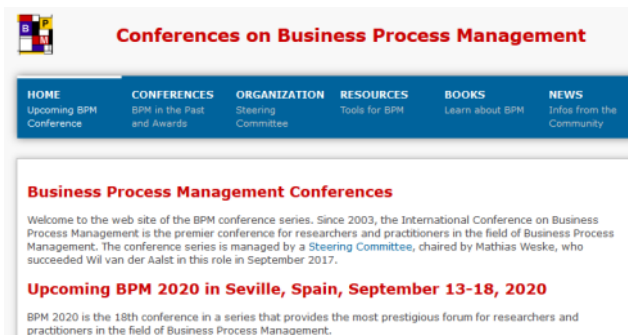 B P
M
Conferences on Business Process Management
HOME CONFERENCES ORGANIZATION RESOURCES BOOKS NEWS
Upcoming BPM BPM in the Past Steering Tools for BPM Learn about BPM Infos from the
Conference and Awards Committee Community
Business Process Management Conferences
Welcome to the web site of the BPM conference series. Since 2003, the International Conference on Business
Process Management is the premier conference for researchers and practitioners in the field of Business Process
Management. The conference series is managed by a Steering Committee, chaired by Mathias Weske, who
succeeded Wil van der Aalst in this role in September 2017.
Upcoming BPM 2020 in Seville, Spain, September 13-18, 2020
BPM 2020 is the 18th conference in a series that provides the most prestigious forum for researchers and
practitioners in the field of Business Process Management.